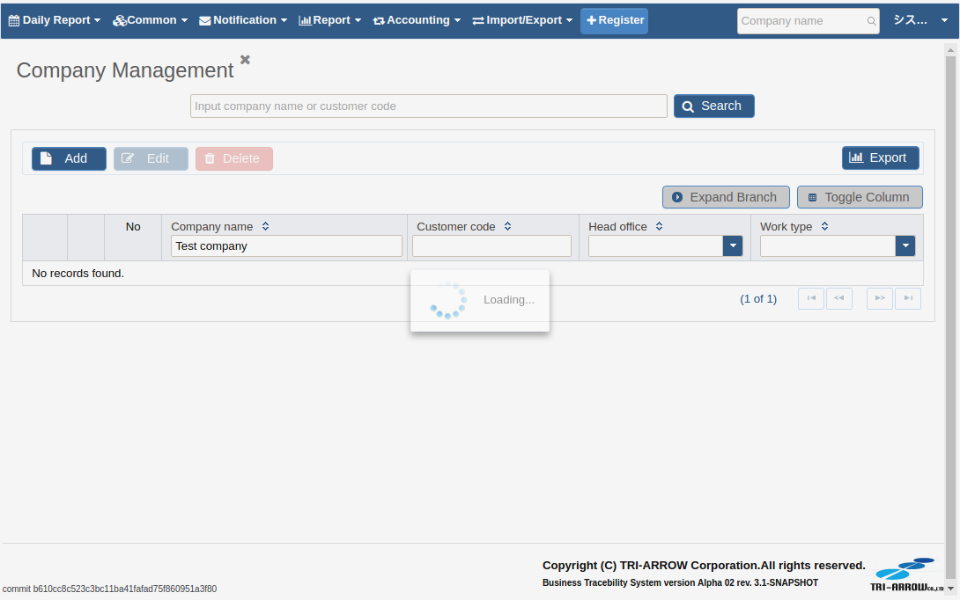 Daily Report Common Notification Report Accounting Import/Export Register Company name シス...
Company Management
Input company name or customer code Search
Add Edit Delete Export
Expand Branch Toggle Column
No Company name Customer code Head office Work type
Test company
No records found.
Loading...
(1 of 1)
Copyright (C) TRI-ARROW Corporation.All rights reserved.
Business Tracebility System version Alpha 02 rev. 3.1-SNAPSHOT
TRI-ARROW CO.,LTD
commit b610cc8c523c3bc11ba41fafad75f860951a3f80